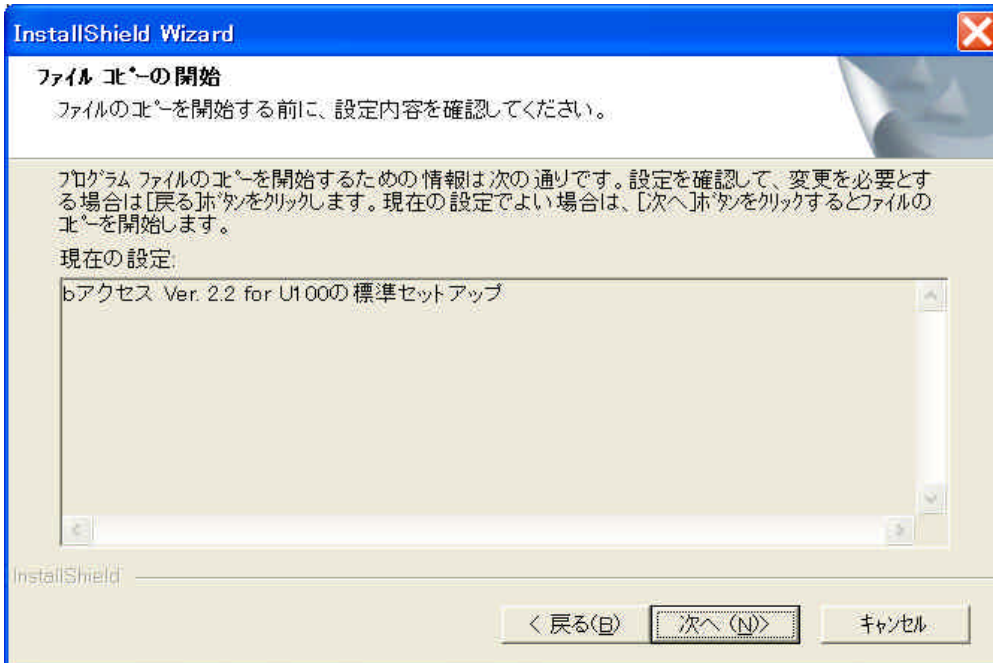 InstallShield Wizard
ファイル コピーの開始
ファイルのコピーを開始する前に、設定内容を確認してください。
プログラム ファイルのコピーを開始するための情報は次の通りです。設定を確認して、変更を必要とす
る場合は[戻る]ボタンをクリックします。現在の設定でよい場合は、[次へ]ボタンをクリックするとファイルの
コピーを開始します。
現在の設定:
bアクセス Ver. 2.2 for U100の標準セットアップ
InstallShield
< 戻る(B)
次へ (N)>
キャンセル